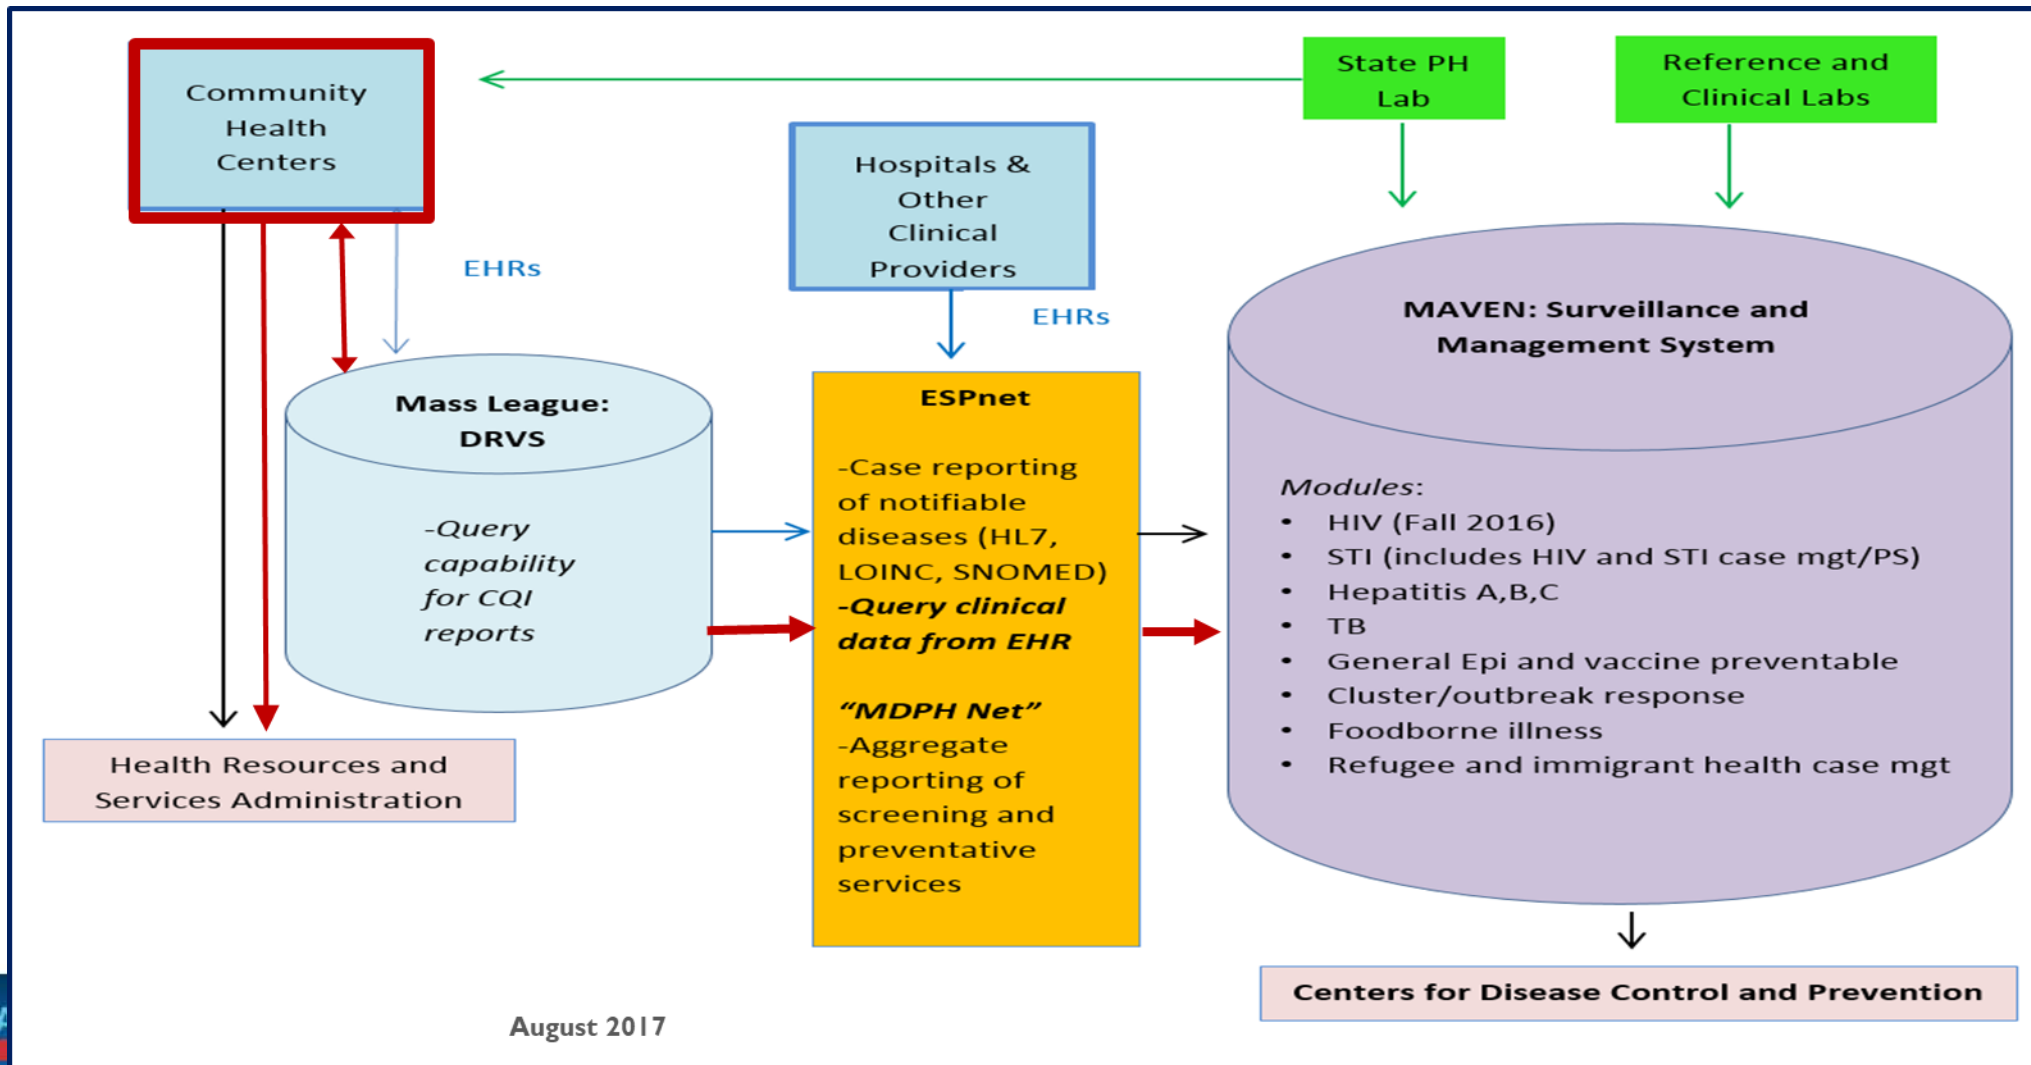 Community
Health
Centers
State PH
Lab
Reference and
Clinical Labs
Hospitals &
Other
Clinical
Providers
EHRs
EHRs
Mass League:
DRVS
-Query
capability
for CQI
reports
ESPnet
-Case reporting
of notifiable
diseases (HL7,
LOINC, SNOMED)
-Query clinical
data from EHR
“MDPH Net”
-Aggregate
reporting of
screening and
preventative
services
MAVEN: Surveillance and
Management System
Modules:
• HIV (Fall 2016)
• STI (includes HIV and STI case mgt/PS)
• Hepatitis A,B,C
• TB
• General Epi and vaccine preventable
• Cluster/outbreak response
• Foodborne illness
• Refugee and immigrant health case mgt
Health Resources and
Services Administration
Centers for Disease Control and Prevention
August 2017